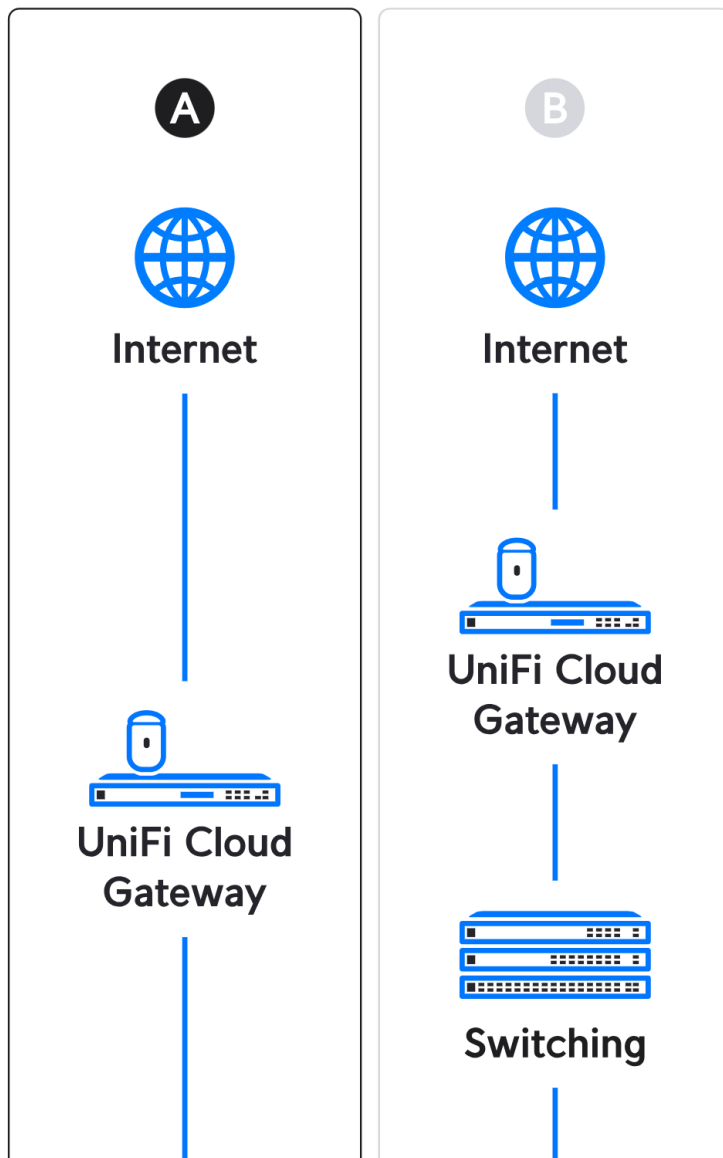 A
Internet
UniFi Cloud
Gateway
B
Internet
UniFi Cloud
Gateway
Switching